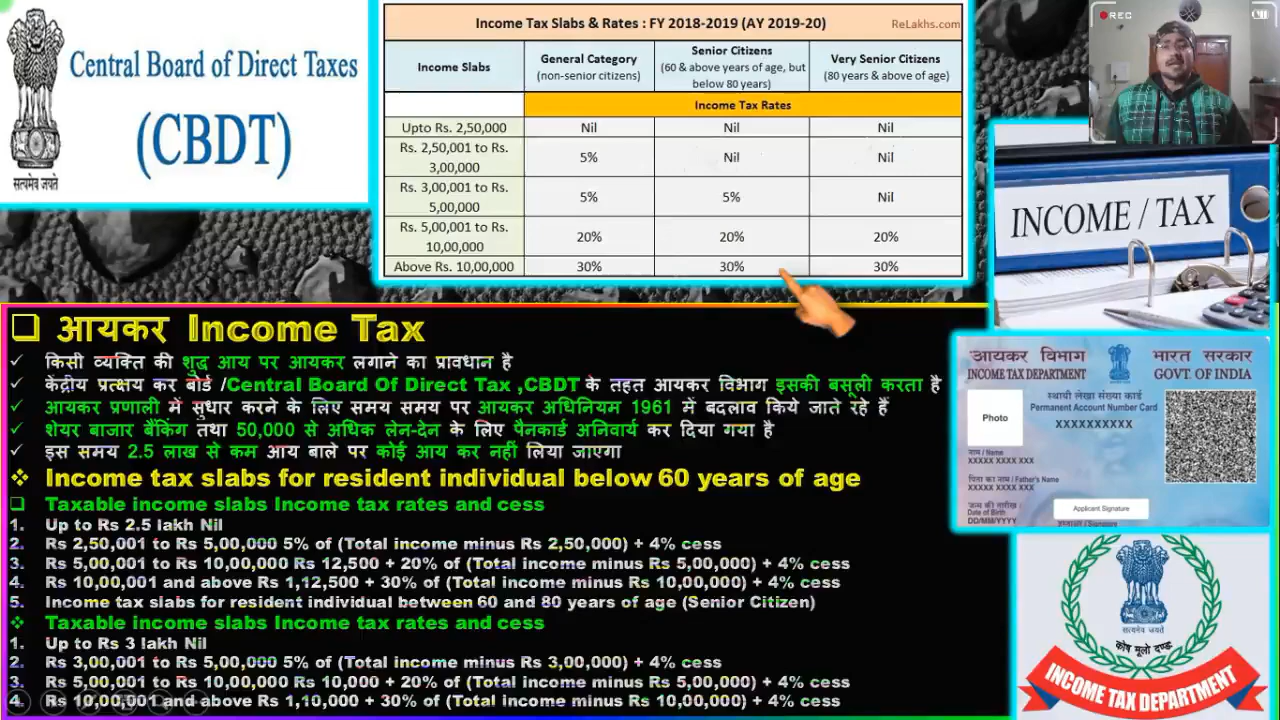 Central Board of Direct Taxes
(CBDT)
सत्यमेव जयते
Income Tax Slabs & Rates : FY 2018-2019 (AY 2019-20)
ReLakhs.com
Income Slabs
General Category
(non-senior citizens)
Senior Citizens
(60 & above years of age, but
below 80 years)
Very Senior Citizens
(80 years & above of age)
Income Tax Rates
Upto Rs. 2,50,000 Nil Nil Nil
Rs. 2,50,001 to Rs.
3,00,000
5% Nil Nil
Rs. 3,00,001 to Rs.
5,00,000
5% 5% Nil
Rs. 5,00,001 to Rs.
10,00,000
20% 20% 20%
Above Rs. 10,00,000 30% 30% 30%
REC
INCOME / TAX
❑ आयकर Income Tax
✓ किसी व्यक्ति की शुद्ध आय पर आयकर लगाने का प्रावधान है
✓ केंद्रीय प्रत्क्षय कर बोर्ड /Central Board Of Direct Tax ,CBDT के तहत आयकर विभाग इसकी बसूली करता है
✓ आयकर प्रणाली में सुधार करने के लिए समय समय पर आयकर अधिनियम 1961 में बदलाव किये जाते रहे हैं
✓ शेयर बाजार बैंकिंग तथा 50,000 से अधिक लेन-देन के लिए पैनकार्ड अनिवार्य कर दिया गया है
✓ इस समय 2.5 लाख से कम आय बाले पर कोई आय कर नहीं लिया जाएगा
❖ Income tax slabs for resident individual below 60 years of age
❑ Taxable income slabs Income tax rates and cess
1. Up to Rs 2.5 lakh Nil
2. Rs 2,50,001 to Rs 5,00,000 5% of (Total income minus Rs 2,50,000) + 4% cess
3. Rs 5,00,001 to Rs 10,00,000 Rs 12,500 + 20% of (Total income minus Rs 5,00,000) + 4% cess
4. Rs 10,00,001 and above Rs 1,12,500 + 30% of (Total income minus Rs 10,00,000) + 4% cess
5. Income tax slabs for resident individual between 60 and 80 years of age (Senior Citizen)
❖ Taxable income slabs Income tax rates and cess
1. Up to Rs 3 lakh Nil
2. Rs 3,00,001 to Rs 5,00,000 5% of (Total income minus Rs 3,00,000) + 4% cess
3. Rs 5,00,001 to Rs 10,00,000 Rs 10,000 + 20% of (Total income minus Rs 5,00,000) + 4% cess
4. Rs 10,00,001 and above Rs 1,10,000 + 30% of (Total income minus Rs 10,00,000) + 4% cess
आयकर विभाग
INCOME TAX DEPARTMENT
भारत सरकार
GOVT. OF INDIA
स्थायी लेखा संख्या कार्ड
Permanent Account Number Card
XXXXXXXXXX
Photo
नाम / Name
XXXXX XXXX XXX
पिता का नाम / Father's Name
XXXXX XXXX XXX
जन्म की तारीख
Date of Birth
DD/MM/YYYY
Applicant Signature
हस्ताक्षर / Signature
सत्यमेव जयते
कोष मूलो दण्डः
INCOME TAX DEPARTMENT